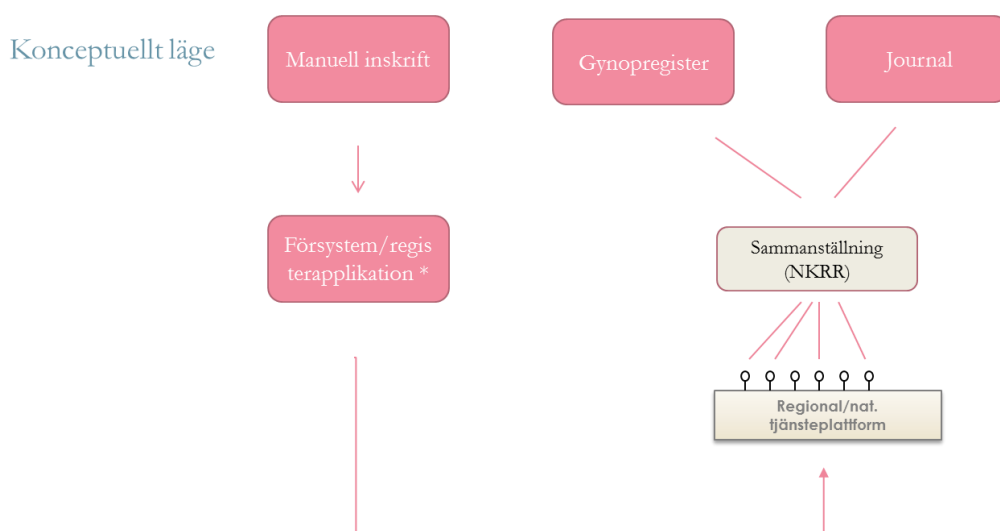 Konceptuellt läge
Manuell inskrift
Gynopregister
Journal
Försystem/regis
terapplikation *
Sammanställning
(NKRR)
Regional/nat.
tjänsteplattform